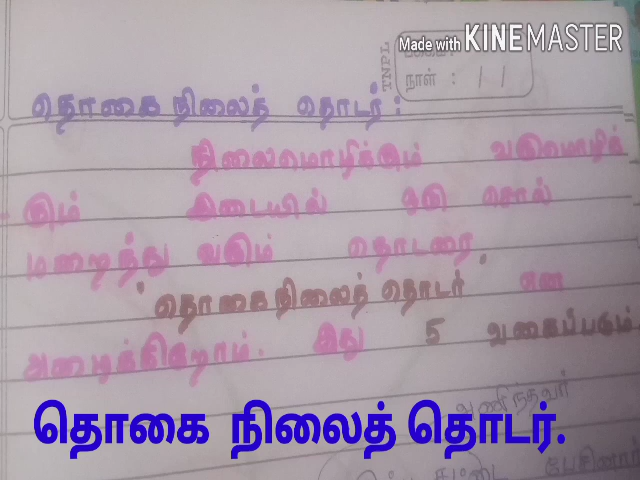 Made with KINEMASTER
TNPL
நாள் : / /
தொகை நிலைத் தொடர் :
நிலைமொழிக்கும் வருமொழிக்
கும் இடையில் ஒரு சொல்
மறைந்து வரும் தொடரை
"தொகைநிலைத் தொடர்" என
அழைக்கிறோம். இது 5 வகைப்படும்.
தொகை நிலைத் தொடர்.
பேசினார்